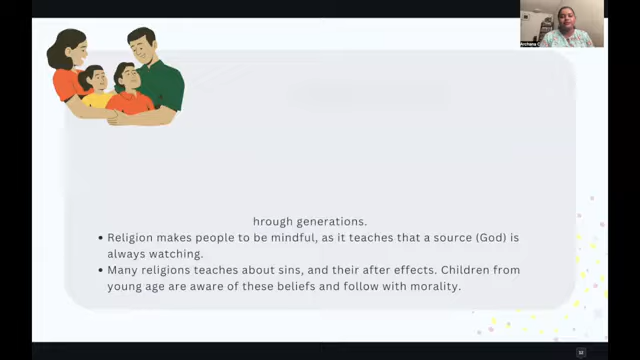 hrough generations.
• Religion makes people to be mindful, as it teaches that a source (God) is
always watching.
• Many religions teaches about sins, and their after effects. Children from
young age are aware of these beliefs and follow with morality.